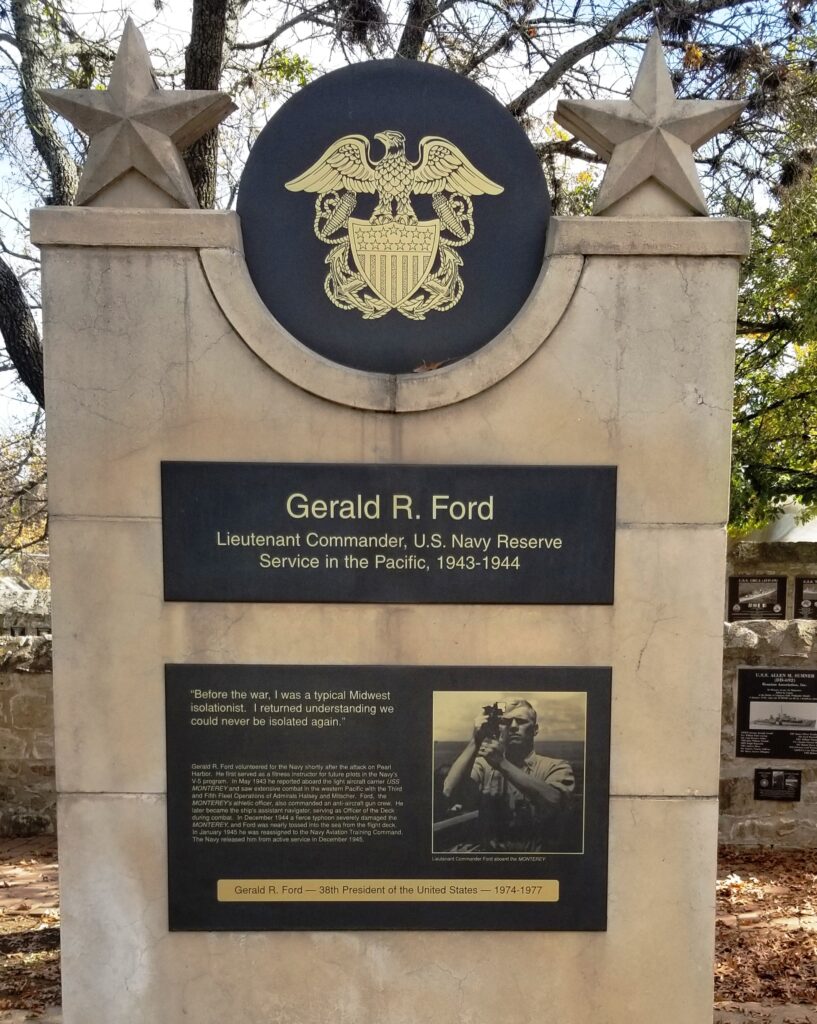 Gerald R. Ford
Lieutenant Commander, U.S. Navy Reserve
Service in the Pacific, 1943-1944
"Before the war, I was a typical Midwest
isolationist. I returned understanding we
could never be isolated again."
Gerald R. Ford volunteered for the Navy shortly after the attack on Pearl
Harbor. He first served as a fitness instructor for future pilots in the Navy's
V-5 program. In May 1943 he reported aboard the light aircraft carrier USS
MONTEREY and saw extensive combat in the western Pacific with the Third
and Fifth Fleet Operations of Admirals Halsey and Mitscher. Ford, the
MONTEREY's athletic officer, also commanded an anti-aircraft gun crew. He
later became the ship's assistant navigator, serving as Officer of the Deck
during combat. In December 1944 a fierce typhoon severely damaged the
MONTEREY, and Ford was nearly tossed into the sea from the flight deck.
In January 1945 he was reassigned to the Navy Aviation Training Command.
The Navy released him from active service in December 1945.
Lieutenant Commander Ford aboard the MONTEREY
Gerald R. Ford — 38th President of the United States — 1974-1977
U.S.S. ALLEN M. SUMNER
(DD-692)